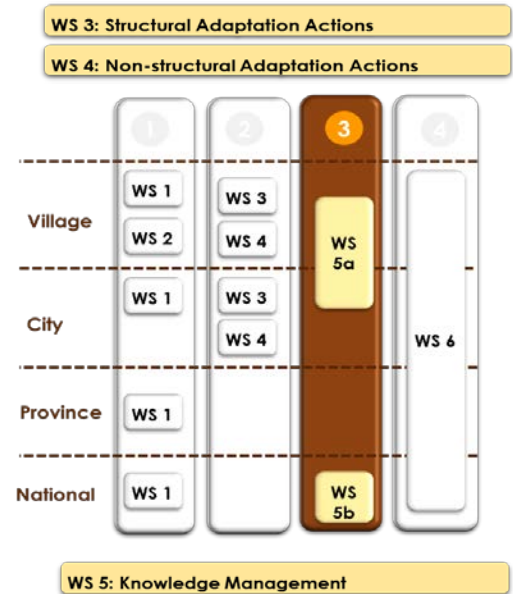 WS 3: Structural Adaptation Actions
WS 4: Non-structural Adaptation Actions
1 2 3 4
Village
WS 1
WS 2
WS 3
WS 4
WS
5a
City
WS 1
WS 3
WS 4
WS 6
Province
WS 1
National
WS 1
WS
5b
WS 5: Knowledge Management